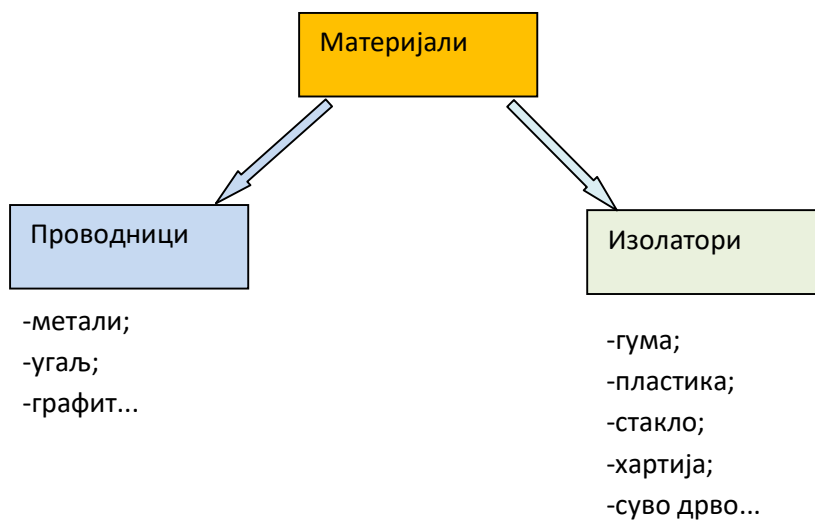 Материјали
Проводници
-метали;
-угаљ;
-графит...
Изолатори
-гума;
-пластика;
-стакло;
-хартија;
-суво дрво...